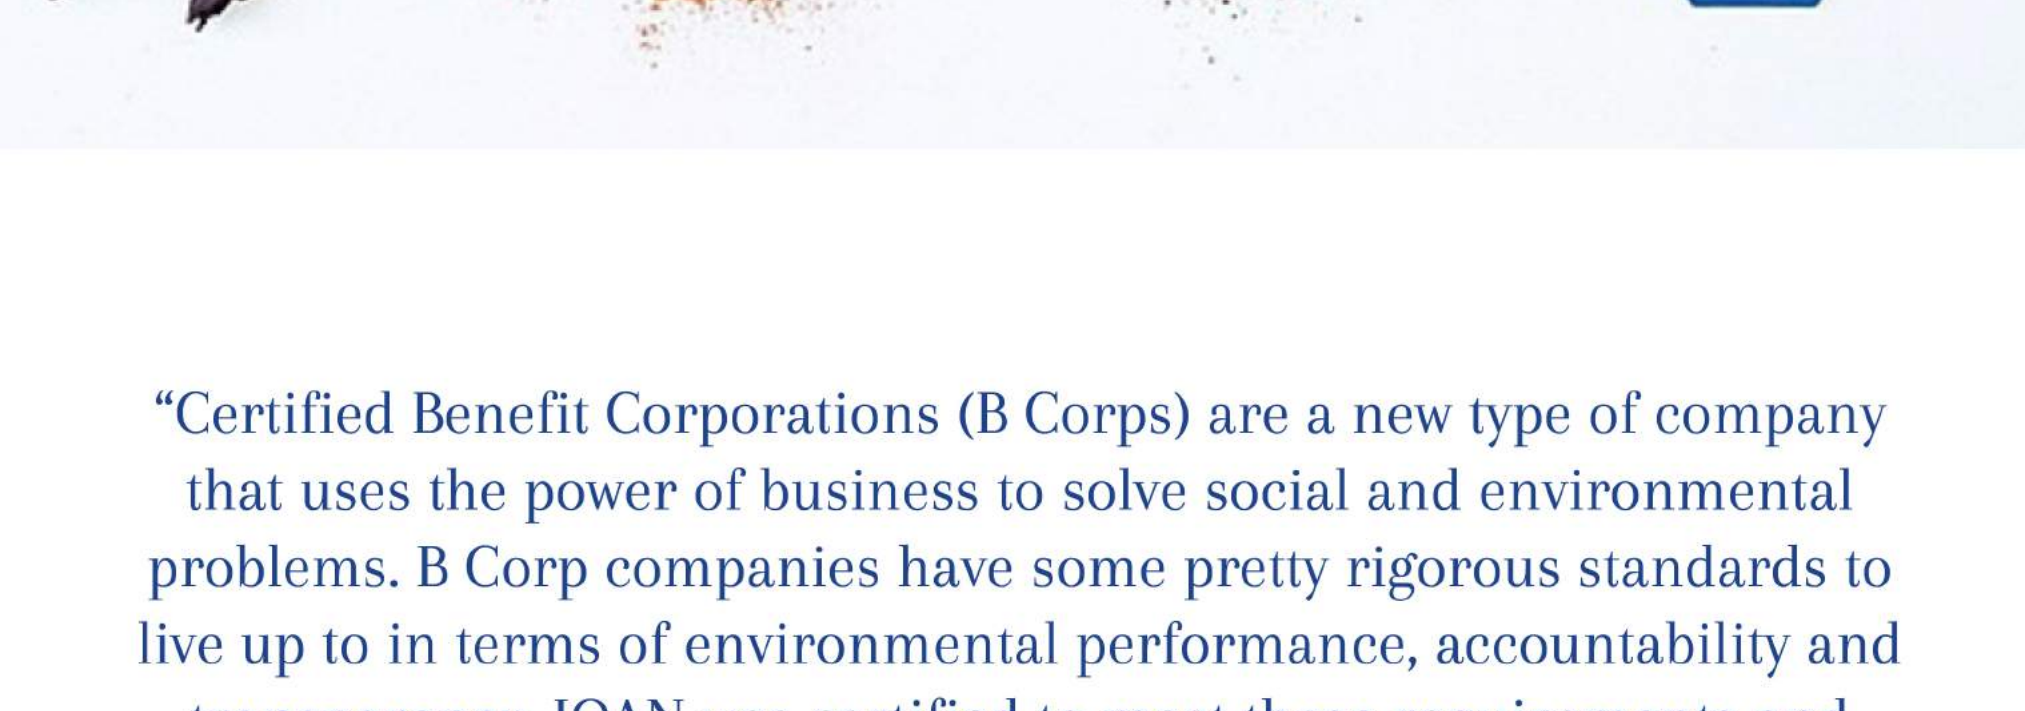 “Certified Benefit Corporations (B Corps) are a new type of company
that uses the power of business to solve social and environmental
problems. B Corp companies have some pretty rigorous standards to
live up to in terms of environmental performance, accountability and